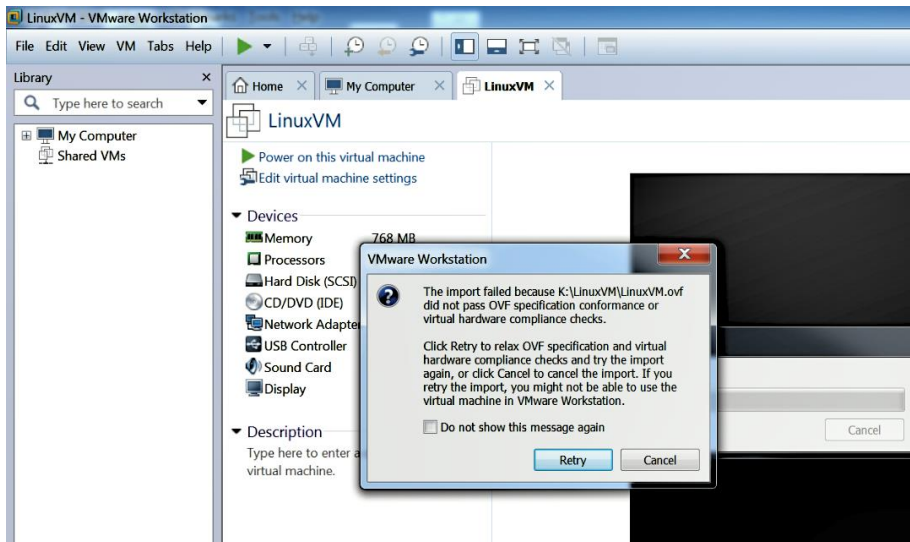 LinuxVM - VMware Workstation
File Edit View VM Tabs Help
Library
Type here to search
My Computer
Shared VMs
Home
My Computer
LinuxVM
LinuxVM
Power on this virtual machine
Edit virtual machine settings
Devices
Memory 768 MB
Processors
Hard Disk (SCSI)
CD/DVD (IDE)
Network Adapte
USB Controller
Sound Card
Display
Description
Type here to enter a
virtual machine.
VMware Workstation
The import failed because K:\LinuxVM\LinuxVM.ovf
did not pass OVF specification conformance or
virtual hardware compliance checks.
Click Retry to relax OVF specification and virtual
hardware compliance checks and try the import
again, or click Cancel to cancel the import. If you
retry the import, you might not be able to use the
virtual machine in VMware Workstation.
Do not show this message again
Retry Cancel
Cancel